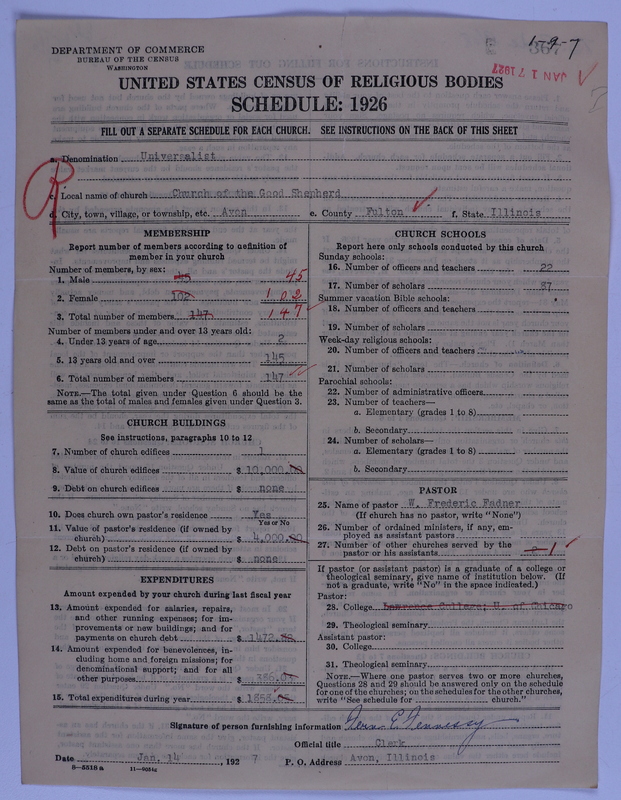 1-9-7
JAN 17 1927
DEPARTMENT OF COMMERCE
BUREAU OF THE CENSUS
WASHINGTON
UNITED STATES CENSUS OF RELIGIOUS BODIES
SCHEDULE: 1926
FILL OUT A SEPARATE SCHEDULE FOR EACH CHURCH. SEE INSTRUCTIONS ON THE BACK OF THIS SHEET
R
a. Denomination Universalist
c. Local name of church Church of the Good Shepherd
d. City, town, village, or township, etc. Avon e. County Fulton f. State Illinois
MEMBERSHIP
Report number of members according to definition of
member in your church
Number of members, by sex:
1. Male 45 45
2. Female 102 102
3. Total number of members 147 147
Number of members under and over 13 years old:
4. Under 13 years of age 2
5. 13 years old and over 145
6. Total number of members 147
NOTE.—The total given under Question 6 should be
same as the total of males and females given under Question 3.
CHURCH BUILDINGS
See instructions, paragraphs 10 to 12
7. Number of church edifices 1
8. Value of church edifices $ 10,000.00
9. Debt on church edifices $ none
10. Does church own pastor's residence Yes
Yes or No
11. Value of pastor's residence (if owned by
church) $ 4,000.00
12. Debt on pastor's residence (if owned by
church) $ none
EXPENDITURES
Amount expended by your church during last fiscal year
13. Amount expended for salaries, repairs,
and other running expenses; for im-
provements or new buildings; and for
payments on church debt $ 1472.
14. Amount expended for benevolences, in-
cluding home and foreign missions; for
denominational support; and for all
other purposes $ 386.
15. Total expenditures during year $ 1858.
CHURCH SCHOOLS
Report here only schools conducted by this church
Sunday schools:
16. Number of officers and teachers 22
17. Number of scholars 87
Summer vacation Bible schools:
18. Number of officers and teachers
19. Number of scholars
Week-day religious schools:
20. Number of officers and teachers
21. Number of scholars
Parochial schools:
22. Number of administrative officers
23. Number of teachers—
a. Elementary (grades 1 to 8)
b. Secondary
24. Number of scholars—
a. Elementary (grades 1 to 8)
b. Secondary
PASTOR
25. Name of pastor W. Frederic Fadner
(If church has no pastor, write "None")
26. Number of ordained ministers, if any, em-
ployed as assistant pastors
27. Number of other churches served by the
pastor or his assistants 1
If pastor (or assistant pastor) is a graduate of a college or
theological seminary, give name of institution below. (If
not a graduate, write "No" in the space indicated.)
Pastor:
28. College Lawrence College; U. of Chicago
29. Theological seminary
Assistant pastor:
30. College
31. Theological seminary
NOTE.—Where one pastor serves two or more churches,
Questions 28 and 29 should be answered only on the schedule
for one of the churches; on the schedules for the other churches,
write "See schedule for church."
Signature of person furnishing information Fern E. Fennessy
Official title Clerk
Date Jan. 14, 1927 P. O. Address Avon, Illinois
8—5518 a 11—9054